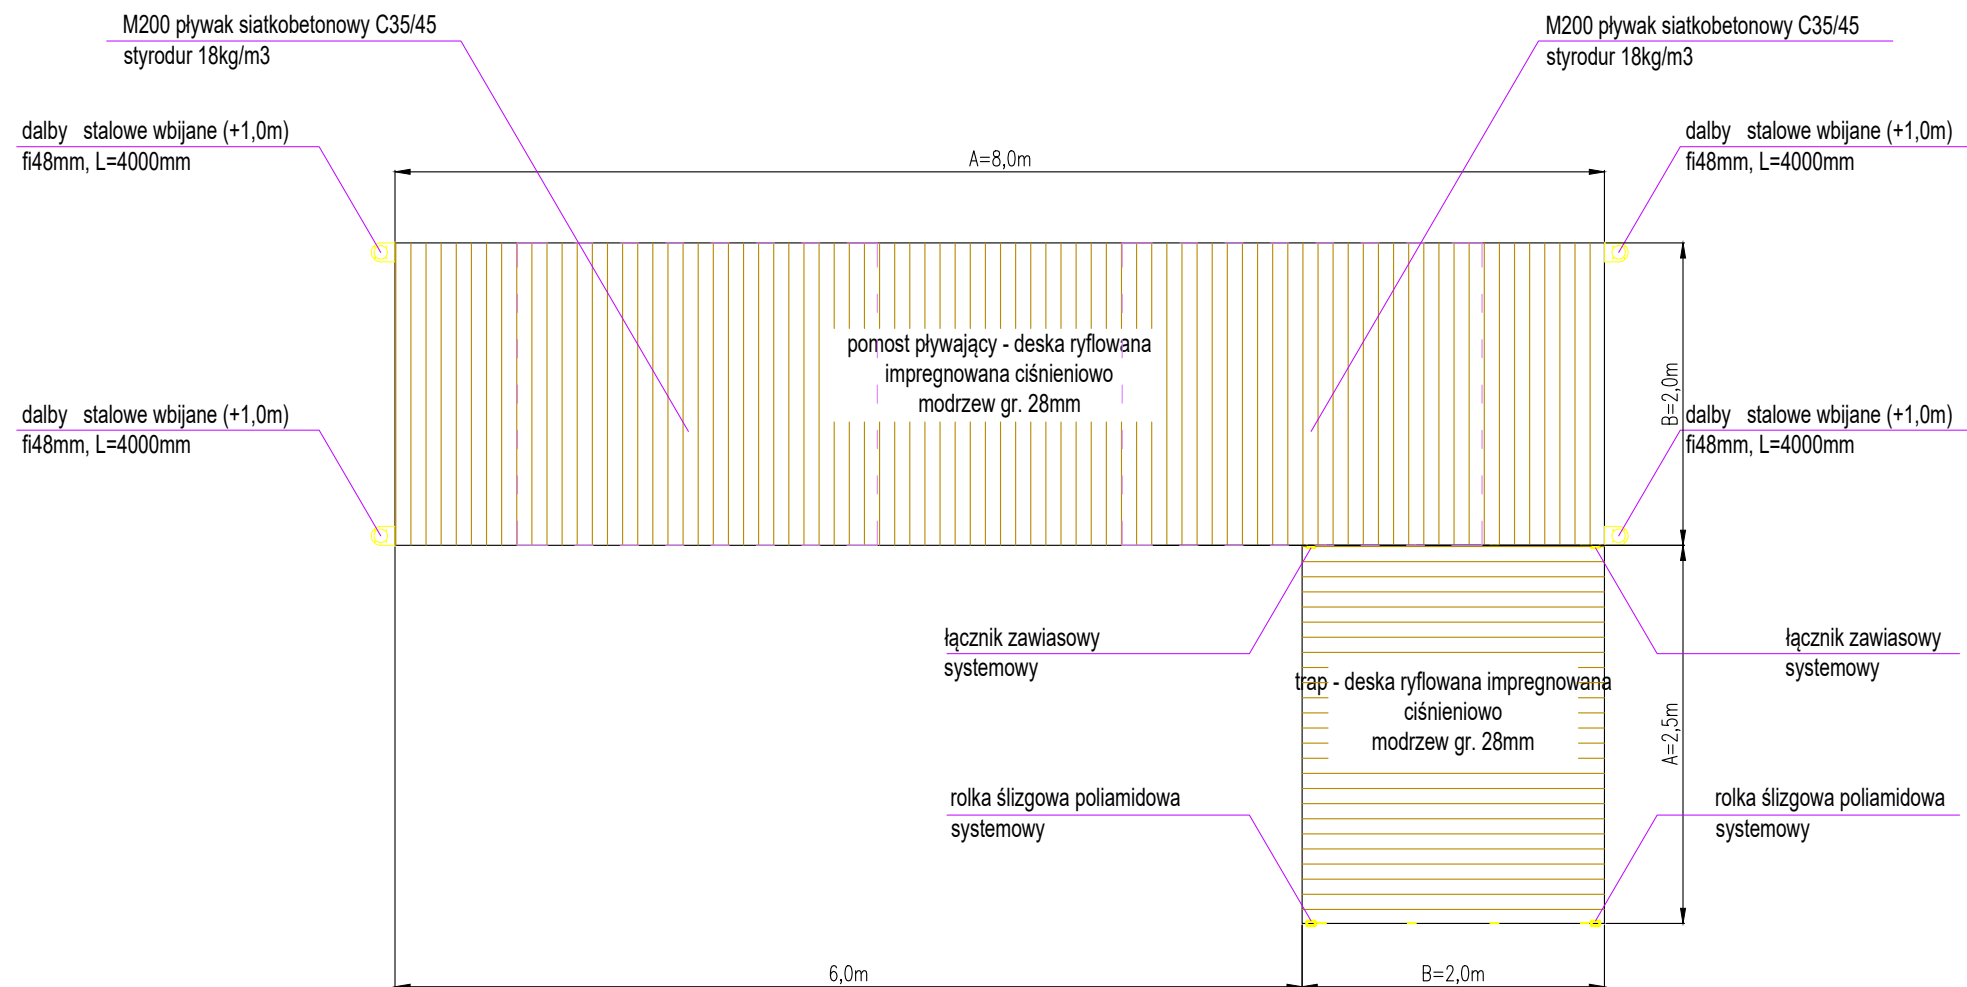 M200 pływak siatkobetonowy C35/45
styrodur 18kg/m3
M200 pływak siatkobetonowy C35/45
styrodur 18kg/m3
dalby stalowe wbijane (+1,0m)
fi48mm, L=4000mm
dalby stalowe wbijane (+1,0m)
fi48mm, L=4000mm
A=8,0m
pomost pływający - deska ryflowana
impregnowana ciśnieniowo
modrzew gr. 28mm
B=2,0m
dalby stalowe wbijane (+1,0m)
fi48mm, L=4000mm
dalby stalowe wbijane (+1,0m)
fi48mm, L=4000mm
łącznik zawiasowy
systemowy
łącznik zawiasowy
systemowy
trap - deska ryflowana impregnowana
ciśnieniowo
modrzew gr. 28mm
A=2,5m
rolka ślizgowa poliamidowa
systemowy
rolka ślizgowa poliamidowa
systemowy
6,0m
B=2,0m